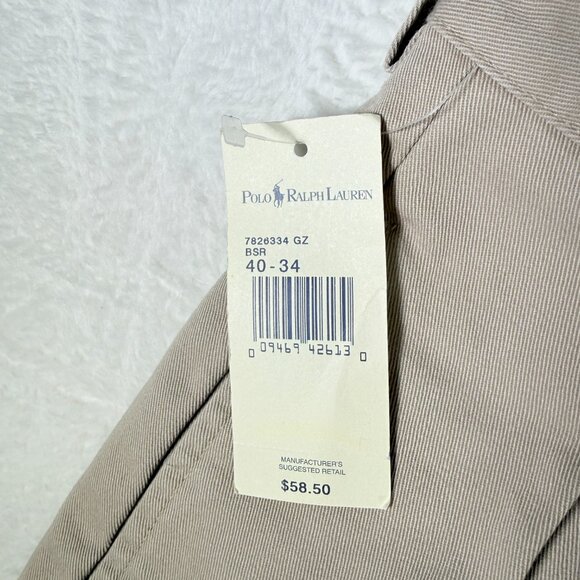 POLO RALPH LAUREN
7826334 GZ
BSR
40-34
0 09469 42613 0
MANUFACTURER'S
SUGGESTED RETAIL
$58.50